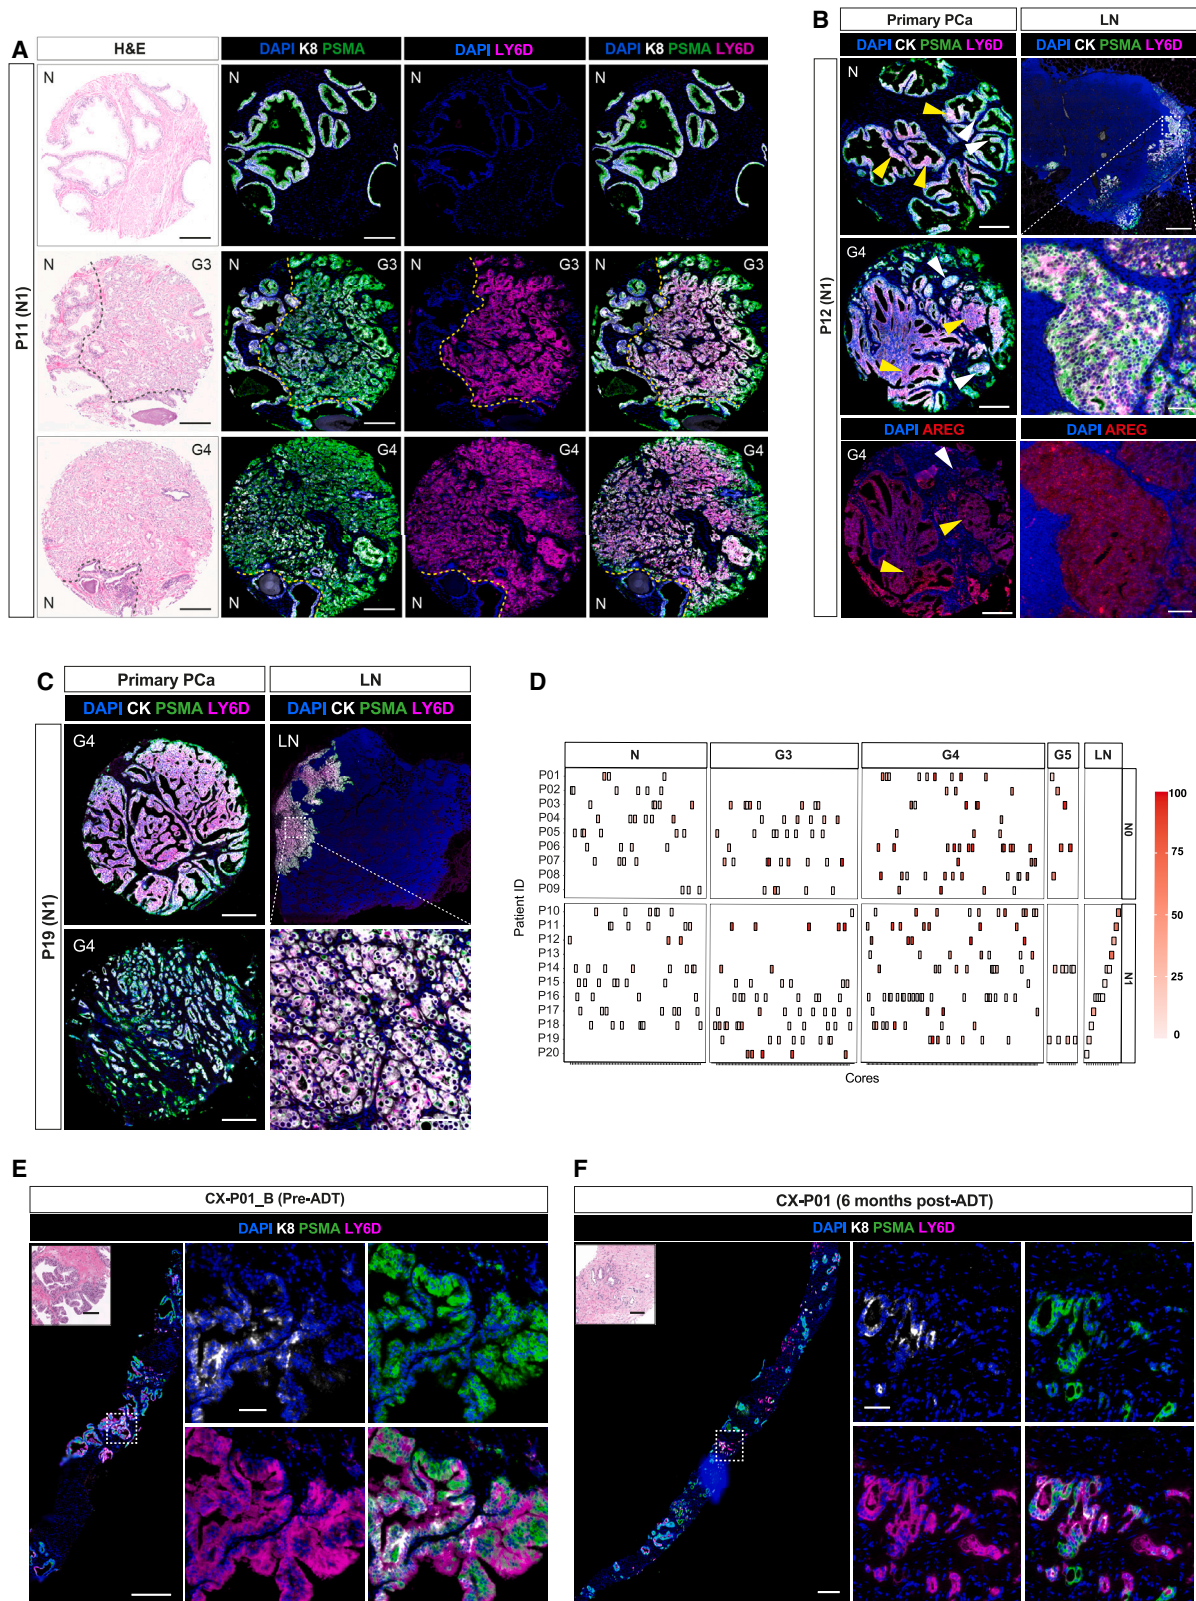 A
H&E
DAPI K8 PSMA
DAPI LY6D
DAPI K8 PSMA LY6D
P11 (N1)
N
N
N
N
N
G3
N
G3
N
G3
N
G3
G4
N
G4
N
G4
N
G4
N
B
Primary PCa
LN
DAPI CK PSMA LY6D
DAPI CK PSMA LY6D
P12 (N1)
N
G4
DAPI AREG
DAPI AREG
G4
C
Primary PCa
LN
DAPI CK PSMA LY6D
DAPI CK PSMA LY6D
P19 (N1)
G4
LN
G4
D
N
G3
G4
G5
LN
Patient ID
P01
P02
P03
P04
P05
P06
P07
P08
P09
N0
P10
P11
P12
P13
P14
P15
P16
P17
P18
P19
P20
N1
Cores
100
75
50
25
0
E
CX-P01_B (Pre-ADT)
DAPI K8 PSMA LY6D
F
CX-P01 (6 months post-ADT)
DAPI K8 PSMA LY6D